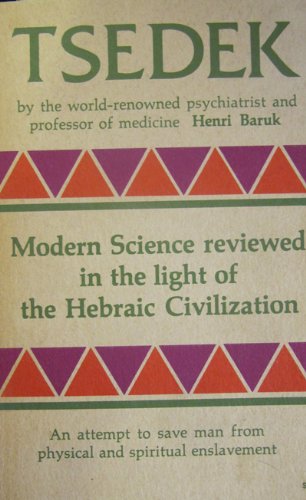 TSEDEK
by the world-renowned psychiatrist and
professor of medicine Henri Baruk
Modern Science reviewed
in the light of
the Hebraic Civilization
An attempt to save man from
physical and spiritual enslavement